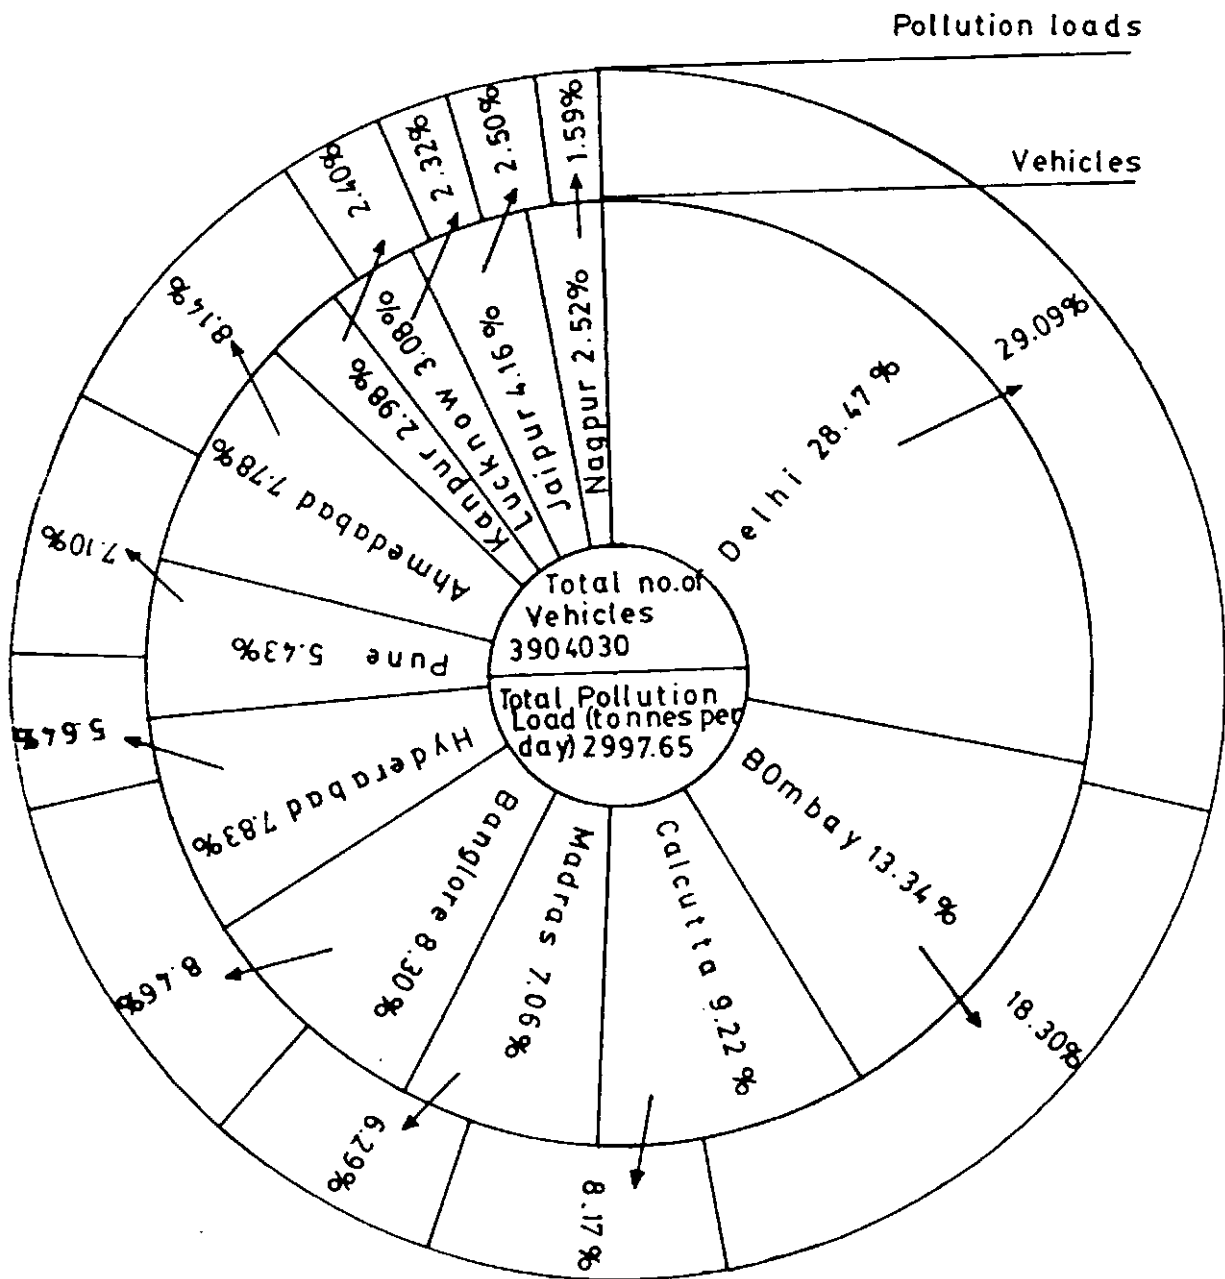 Pollution loads
Vehicles
1.59%
2.50%
2.32%
2.40%
8.14%
7.10%
5.64%
8.46%
6.29%
8.17%
18.30%
29.09%
Delhi 28.47%
BOmbay 13.34%
Calcutta 9.22%
Madras 7.06%
Banglore 8.30%
Hyderabad 7.83%
Pune 5.43%
Ahmedabad 7.78%
Kanpur 2.98%
Lucknow 3.08%
Jaipur 4.16%
Nagpur 2.52%
Total no.of
Vehicles
3904030
Total Pollution
Load (tonnes per
day) 2997.65